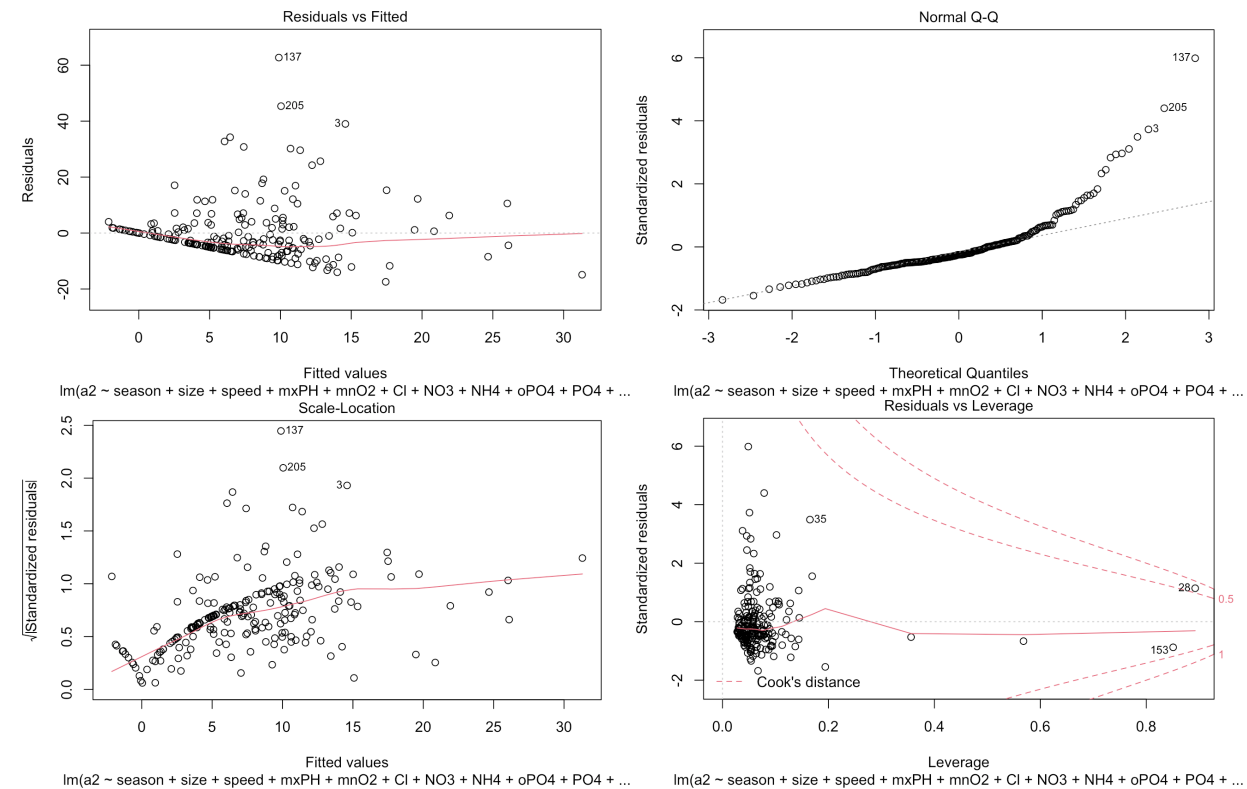 Residuals vs Fitted
Residuals
60
40
20
0
-20
137
205
3
0 5 10 15 20 25 30
Fitted values
lm(a2 ~ season + size + speed + mxPH + mnO2 + Cl + NO3 + NH4 + oPO4 + PO4 + ...
Normal Q-Q
Standardized residuals
6
4
2
0
-2
137
205
3
-3 -2 -1 0 1 2 3
Theoretical Quantiles
lm(a2 ~ season + size + speed + mxPH + mnO2 + Cl + NO3 + NH4 + oPO4 + PO4 + ...
Scale-Location
√|Standardized residuals|
2.5
2.0
1.5
1.0
0.5
0.0
137
205
3
0 5 10 15 20 25 30
Fitted values
lm(a2 ~ season + size + speed + mxPH + mnO2 + Cl + NO3 + NH4 + oPO4 + PO4 + ...
Residuals vs Leverage
Standardized residuals
6
4
2
0
-2
35
28
0.5
153
1
Cook's distance
0.0 0.2 0.4 0.6 0.8
Leverage
lm(a2 ~ season + size + speed + mxPH + mnO2 + Cl + NO3 + NH4 + oPO4 + PO4 + ...